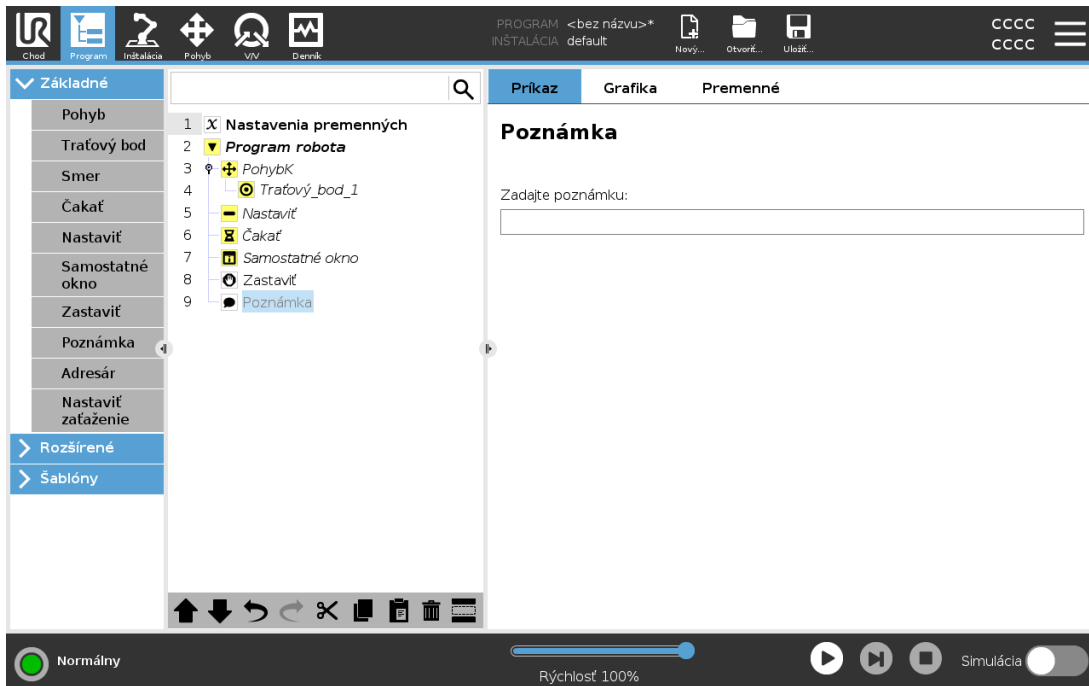 UR
Chod
Program
Inštalácia
Pohyb
V/V
Denník
PROGRAM <bez názvu>*
INŠTALÁCIA default
Nový...
Otvoriť...
Uložiť...
CCCC
CCCC
Základné
Pohyb
Traťový bod
Smer
Čakať
Nastaviť
Samostatné
okno
Zastaviť
Poznámka
Adresár
Nastaviť
zaťaženie
Rozšírené
Šablóny
1 X Nastavenia premenných
2 Program robota
3 PohybK
4 Traťový_bod_1
5 Nastaviť
6 Čakať
7 Samostatné okno
8 Zastaviť
9 Poznámka
Príkaz Grafika Premenné
Poznámka
Zadajte poznámku:
Normálny
Rýchlosť 100%
Simulácia